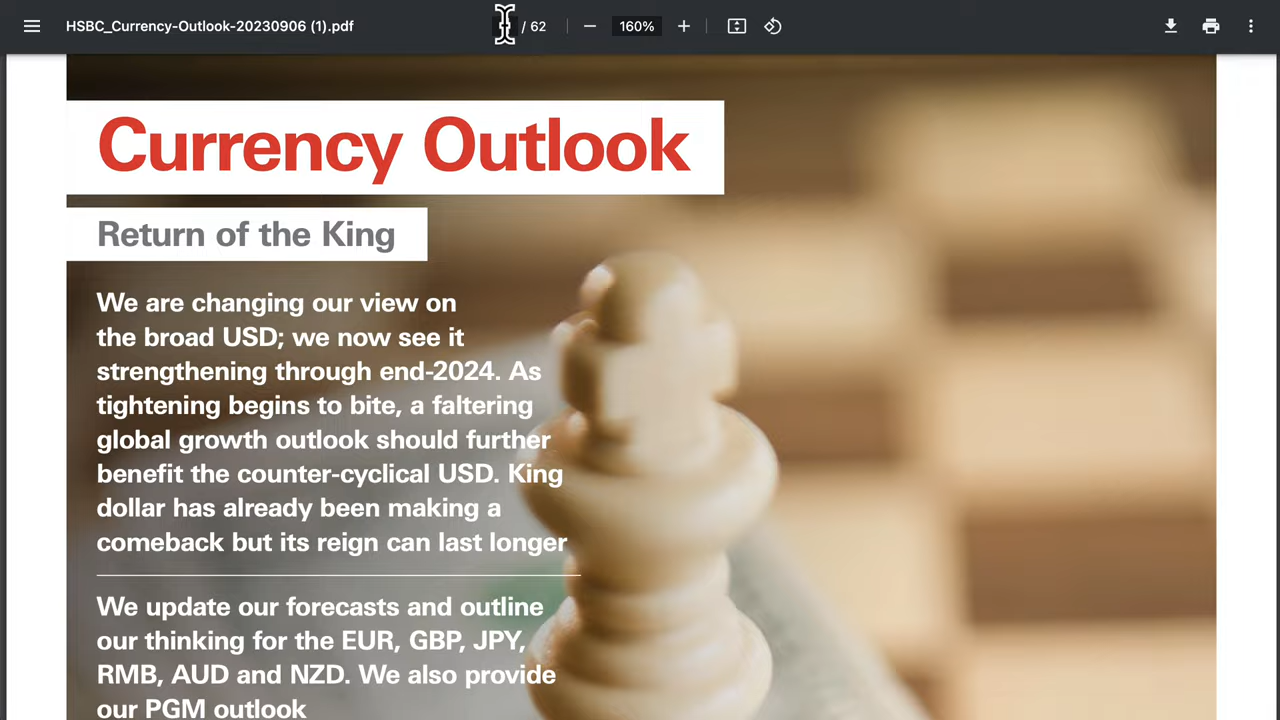 HSBC_Currency-Outlook-20230906 (1).pdf
/ 62
160%
Currency Outlook
Return of the King
We are changing our view on
the broad USD; we now see it
strengthening through end-2024. As
tightening begins to bite, a faltering
global growth outlook should further
benefit the counter-cyclical USD. King
dollar has already been making a
comeback but its reign can last longer
We update our forecasts and outline
our thinking for the EUR, GBP, JPY,
RMB, AUD and NZD. We also provide
our PGM outlook